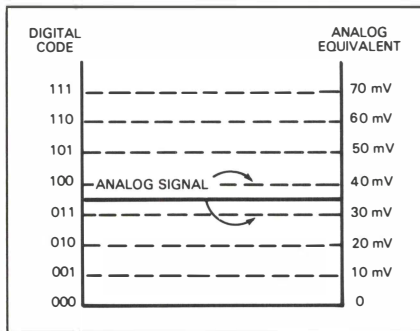 DIGITAL CODE
ANALOG EQUIVALENT
111 70 mV
110 60 mV
101 50 mV
100 ANALOG SIGNAL 40 mV
011 30 mV
010 20 mV
001 10 mV
000 0